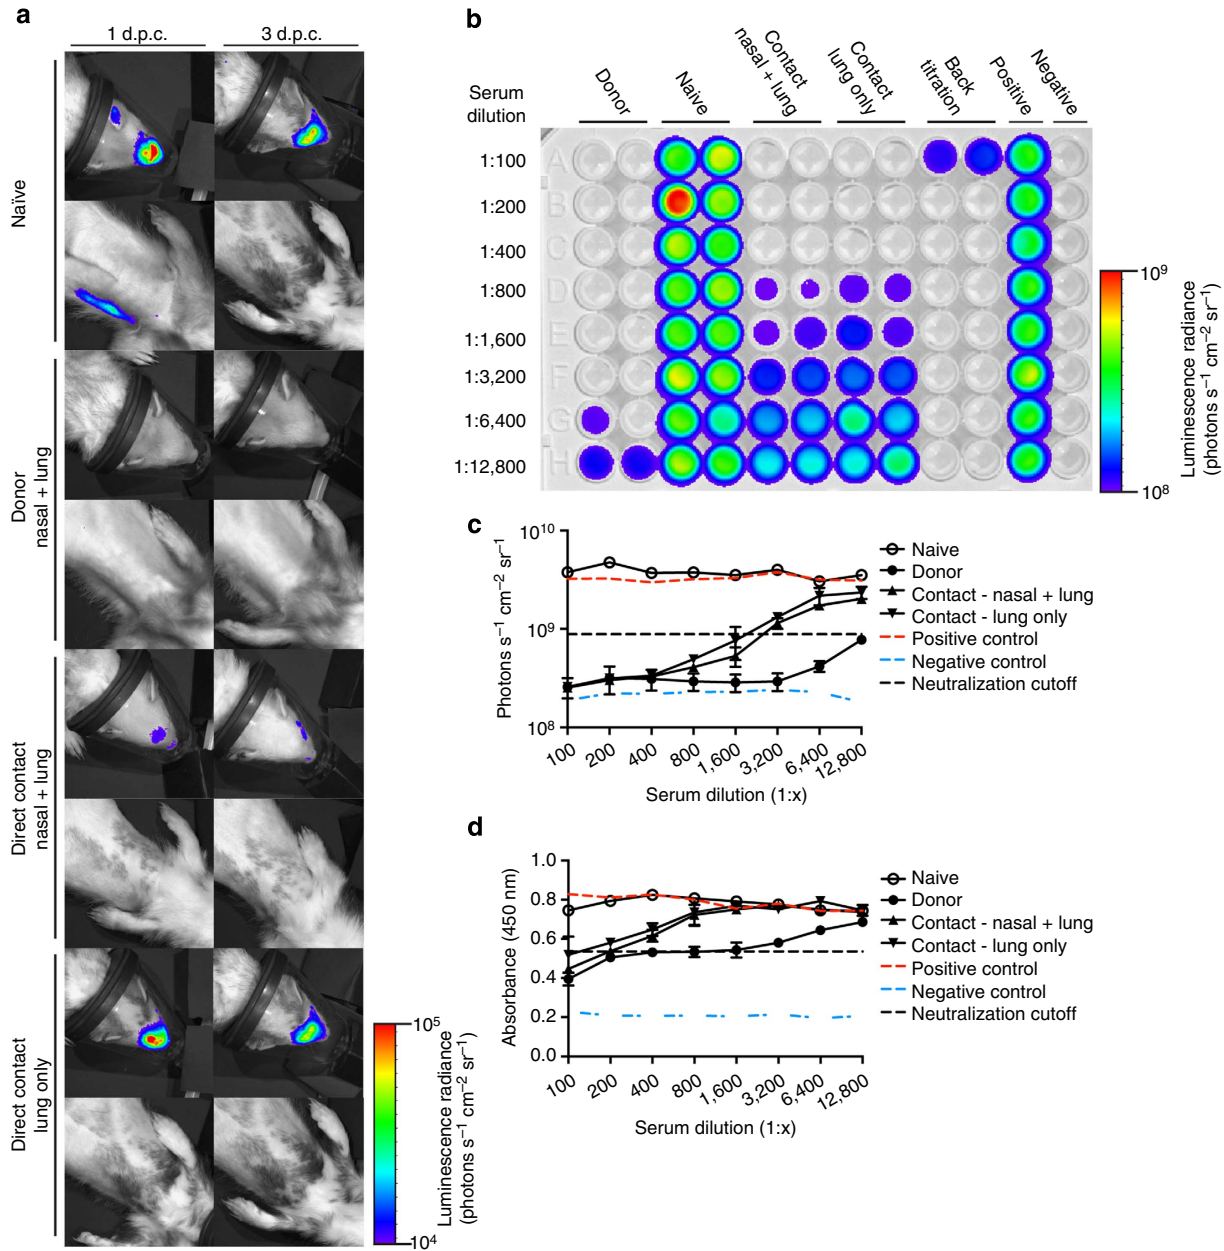 a
1 d.p.c.
3 d.p.c.
Naïve
Donor
nasal + lung
Direct contact
nasal + lung
Direct contact
lung only
10⁵
10⁴
Luminescence radiance
(photons s⁻¹ cm⁻² sr⁻¹)
b
Serum
dilution
Donor
Naive
Contact
nasal + lung
Contact
lung only
Back
titration
Positive
Negative
1:100
1:200
1:400
1:800
1:1,600
1:3,200
1:6,400
1:12,800
A
B
C
D
E
F
G
H
10⁹
10⁸
Luminescence radiance
(photons s⁻¹ cm⁻² sr⁻¹)
c
Photons s⁻¹ cm⁻² sr⁻¹
10¹⁰
10⁹
10⁸
100
200
400
800
1,600
3,200
6,400
12,800
Serum dilution (1:x)
Naive
Donor
Contact - nasal + lung
Contact - lung only
Positive control
Negative control
Neutralization cutoff
d
Absorbance (450 nm)
1.0
0.8
0.6
0.4
0.2
0.0
100
200
400
800
1,600
3,200
6,400
12,800
Serum dilution (1:x)
Naive
Donor
Contact - nasal + lung
Contact - lung only
Positive control
Negative control
Neutralization cutoff